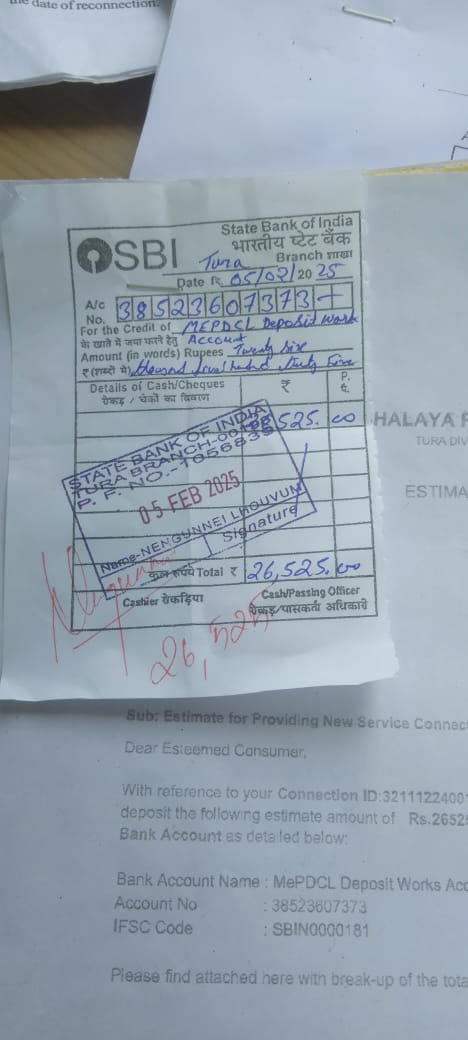 he date of reconnection.
State Bank of India
भारतीय स्टेट बैंक
SBI
Tura Branch शाखा
Date दि. 05/02/2025
A/c
No. 38523607373-
For the Credit of MEPDCL Deposit Work
के खाते में जमा करने हेतु Account
Amount (in words) Rupees Twenty Six
₹ (शब्दों में) thousand five hundred twenty five
Details of Cash/Cheques ₹ P.
रोकड़ / चेकों का विवरण पै.
525. 00
STATE BANK OF INDIA
TURA BRANCH-00181
P. F. NO.-
05 FEB 2025
Name-NENGUNNEI LHOUVUM
Signature
कुल रुपये Total ₹ 26,525.00
Cashier रोकड़िया
Cash/Passing Officer
रोकड़/पासकर्ता अधिकारी
26,525
HALAYA P
TURA DIV
ESTIMA
Sub: Estimate for Providing New Service Connec
Dear Esteemed Consumer,
With reference to your Connection ID:3211122400
deposit the following estimate amount of Rs.2652
Bank Account as detailed below:
Bank Account Name : MePDCL Deposit Works Acc
Account No : 38523607373
IFSC Code : SBIN0000181
Please find attached here with break-up of the tota